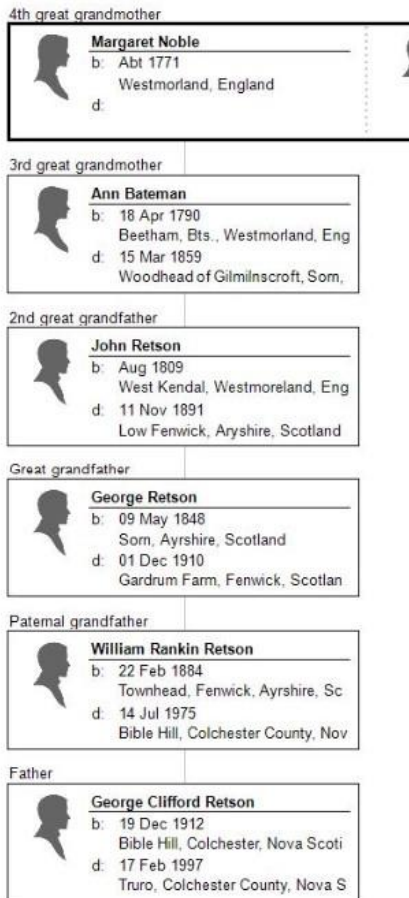 4th great grandmother
Margaret Noble
b: Abt 1771
Westmorland, England
d:
3rd great grandmother
Ann Bateman
b: 18 Apr 1790
Beetham, Bts., Westmorland, Eng
d: 15 Mar 1859
Woodhead of Gilmilnscroft, Sorn,
2nd great grandfather
John Retson
b: Aug 1809
West Kendal, Westmoreland, Eng
d: 11 Nov 1891
Low Fenwick, Aryshire, Scotland
Great grandfather
George Retson
b: 09 May 1848
Sorn, Ayrshire, Scotland
d: 01 Dec 1910
Gardrum Farm, Fenwick, Scotlan
Paternal grandfather
William Rankin Retson
b: 22 Feb 1884
Townhead, Fenwick, Ayrshire, Sc
d: 14 Jul 1975
Bible Hill, Colchester County, Nov
Father
George Clifford Retson
b: 19 Dec 1912
Bible Hill, Colchester, Nova Scoti
d: 17 Feb 1997
Truro, Colchester County, Nova S